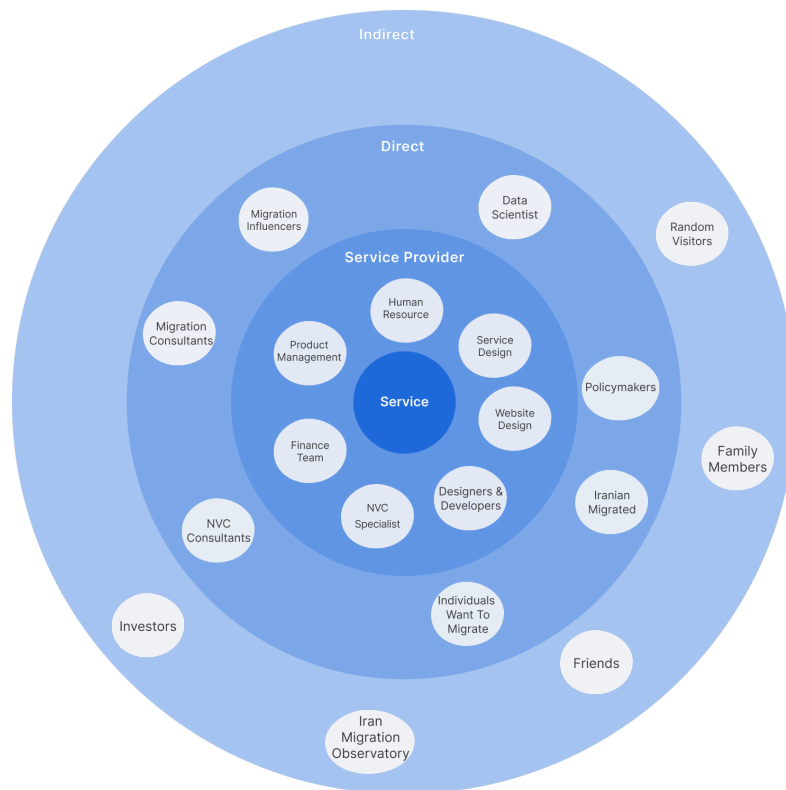 Indirect
Direct
Data
Scientist
Migration
Influencers
Random
Visitors
Service Provider
Human
Resource
Migration
Consultants
Product
Management
Service
Design
Policymakers
Service
Website
Design
Finance
Team
Family
Members
Designers &
Developers
Iranian
Migrated
NVC
Specialist
NVC
Consultants
Individuals
Want To
Migrate
Investors
Friends
Iran
Migration
Observatory